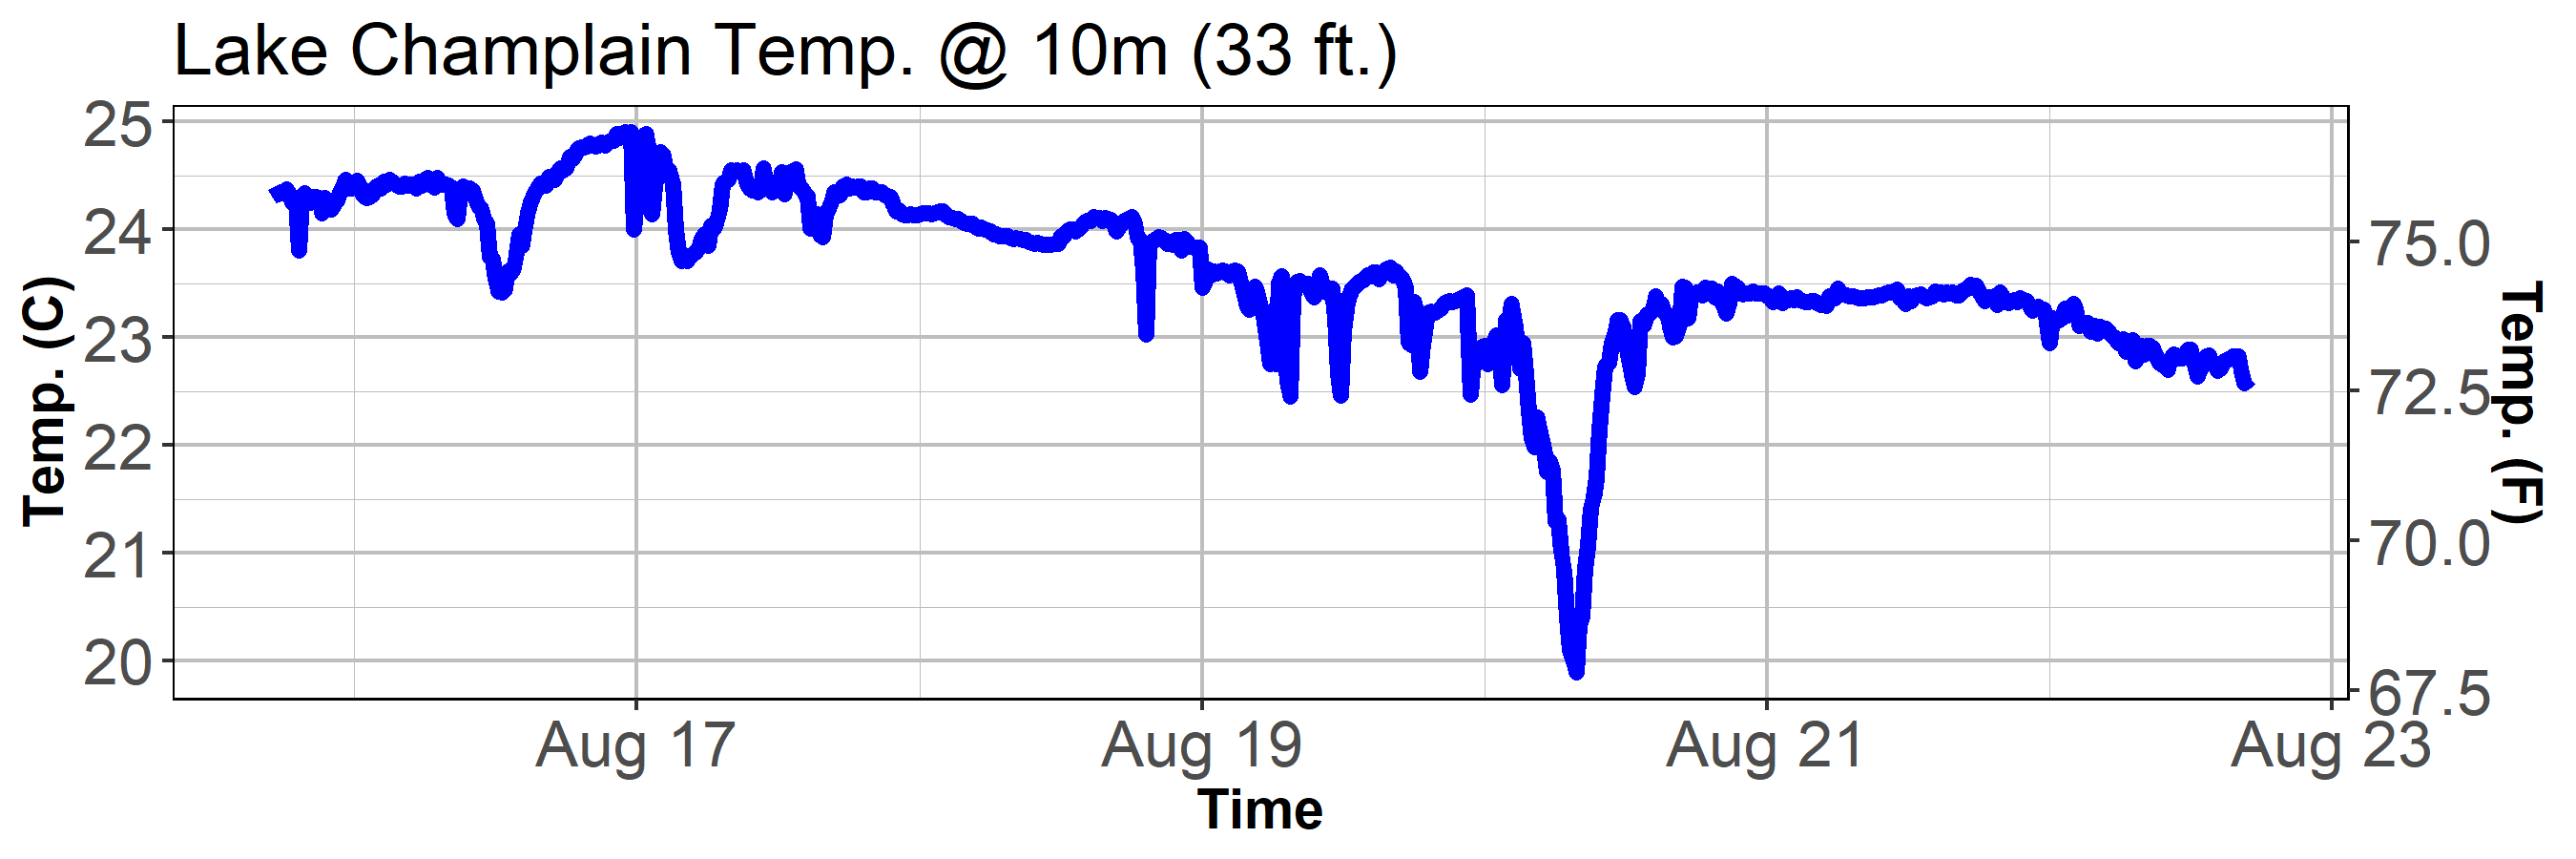 Lake Champlain Temp. @ 10m (33 ft.)
Temp. (C)
25
24
23
22
21
20
75.0
72.5
70.0
67.5
Temp. (F)
Aug 17
Aug 19
Aug 21
Aug 23
Time